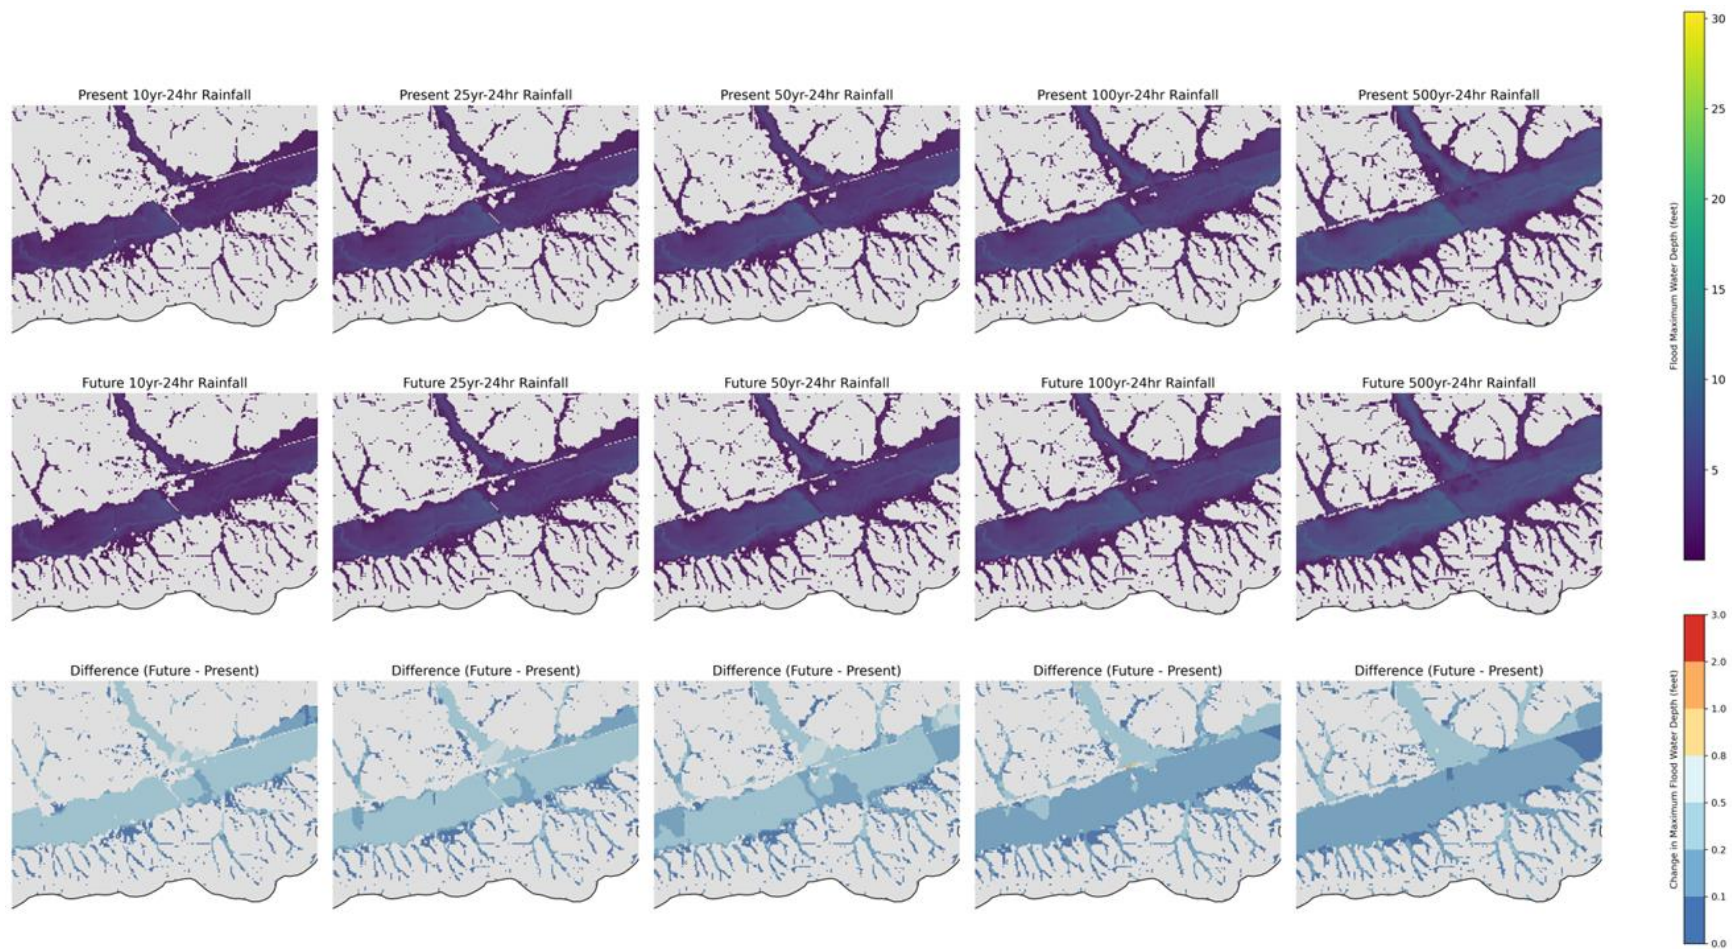 Present 10yr-24hr Rainfall
Present 25yr-24hr Rainfall
Present 50yr-24hr Rainfall
Present 100yr-24hr Rainfall
Present 500yr-24hr Rainfall
Future 10yr-24hr Rainfall
Future 25yr-24hr Rainfall
Future 50yr-24hr Rainfall
Future 100yr-24hr Rainfall
Future 500yr-24hr Rainfall
Difference (Future - Present)
Difference (Future - Present)
Difference (Future - Present)
Difference (Future - Present)
Difference (Future - Present)
30
25
20
15
10
5
Flood Maximum Water Depth (feet)
3.0
2.0
1.0
0.8
0.5
0.2
0.1
0.0
Change in Maximum Flood Water Depth (feet)